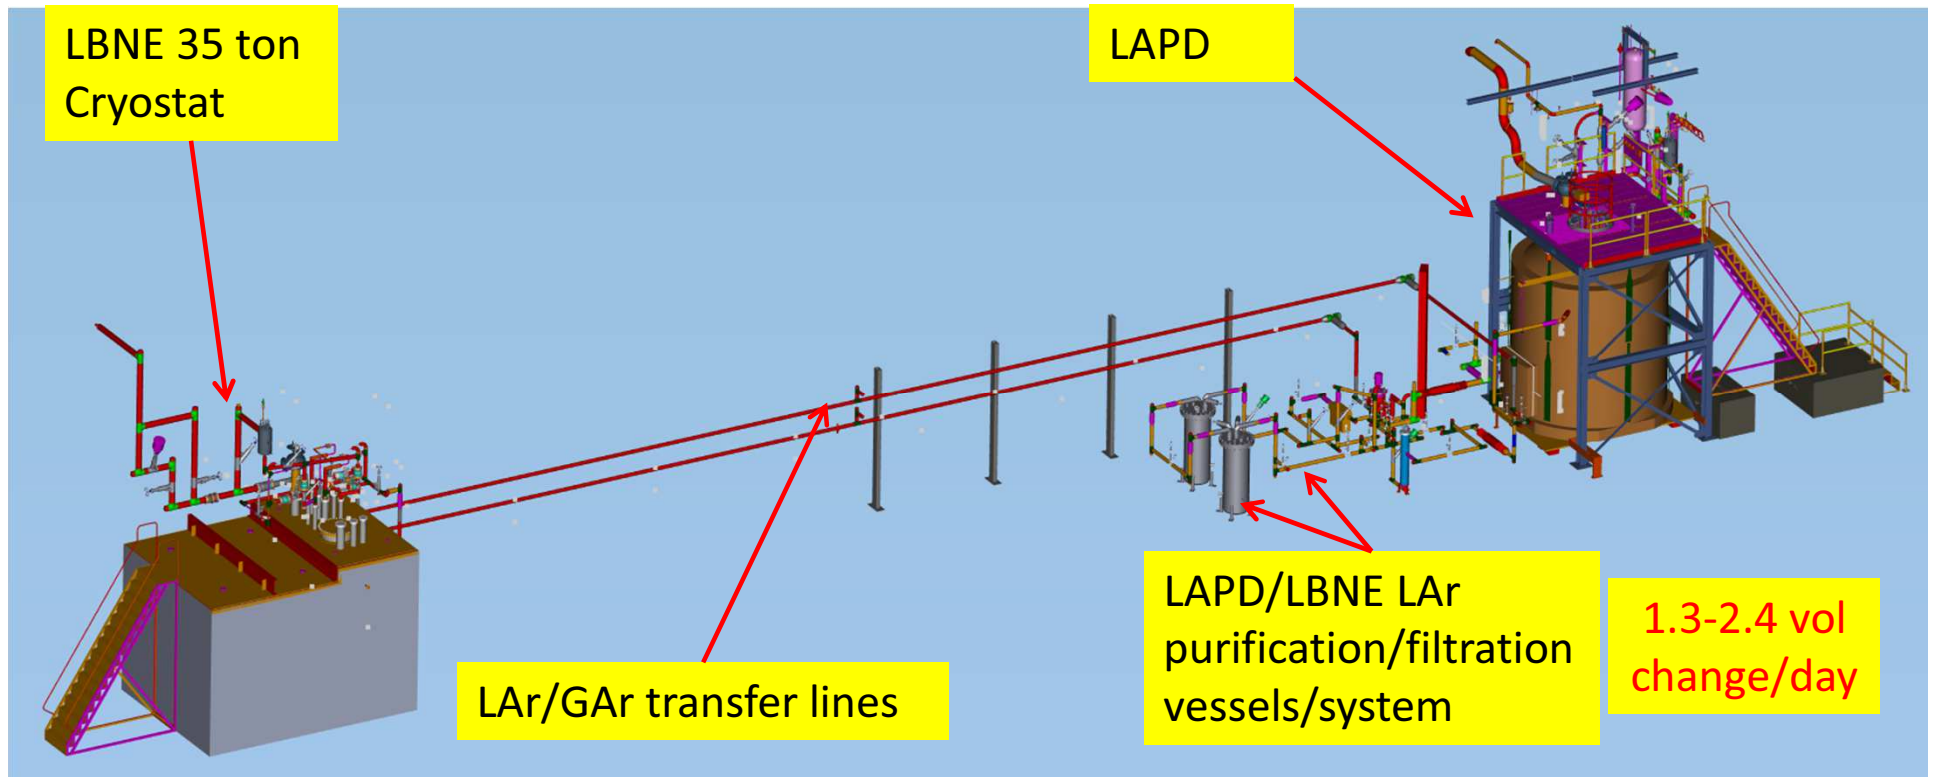 LBNE 35 ton
Cryostat
LAPD
LAr/GAr transfer lines
LAPD/LBNE LAr
purification/filtration
vessels/system
1.3-2.4 vol
change/day